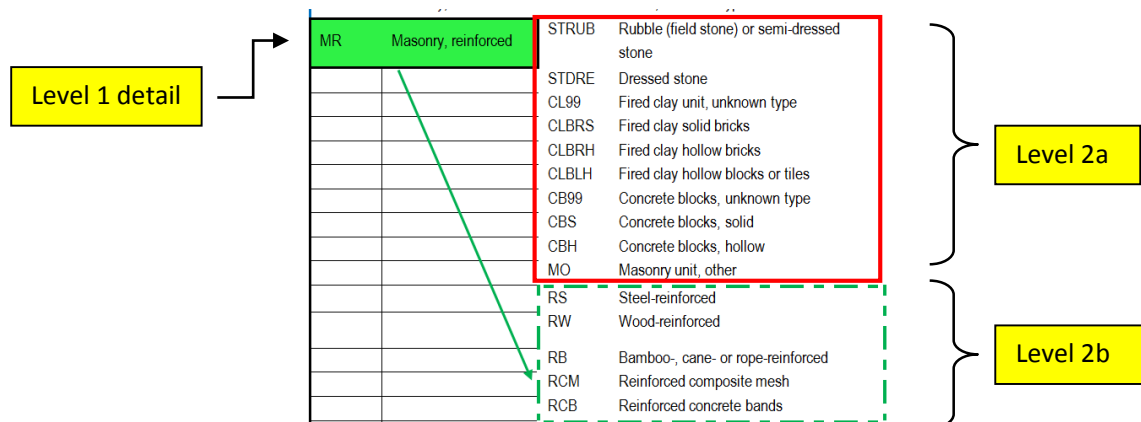 MR Masonry, reinforced STRUB Rubble (field stone) or semi-dressed
stone
Level 1 detail
STDRE Dressed stone
CL99 Fired clay unit, unknown type
CLBRS Fired clay solid bricks
CLBRH Fired clay hollow bricks
CLBLH Fired clay hollow blocks or tiles
CB99 Concrete blocks, unknown type
CBS Concrete blocks, solid
CBH Concrete blocks, hollow
MO Masonry unit, other
Level 2a
RS Steel-reinforced
RW Wood-reinforced
RB Bamboo-, cane- or rope-reinforced
RCM Reinforced composite mesh
RCB Reinforced concrete bands
Level 2b